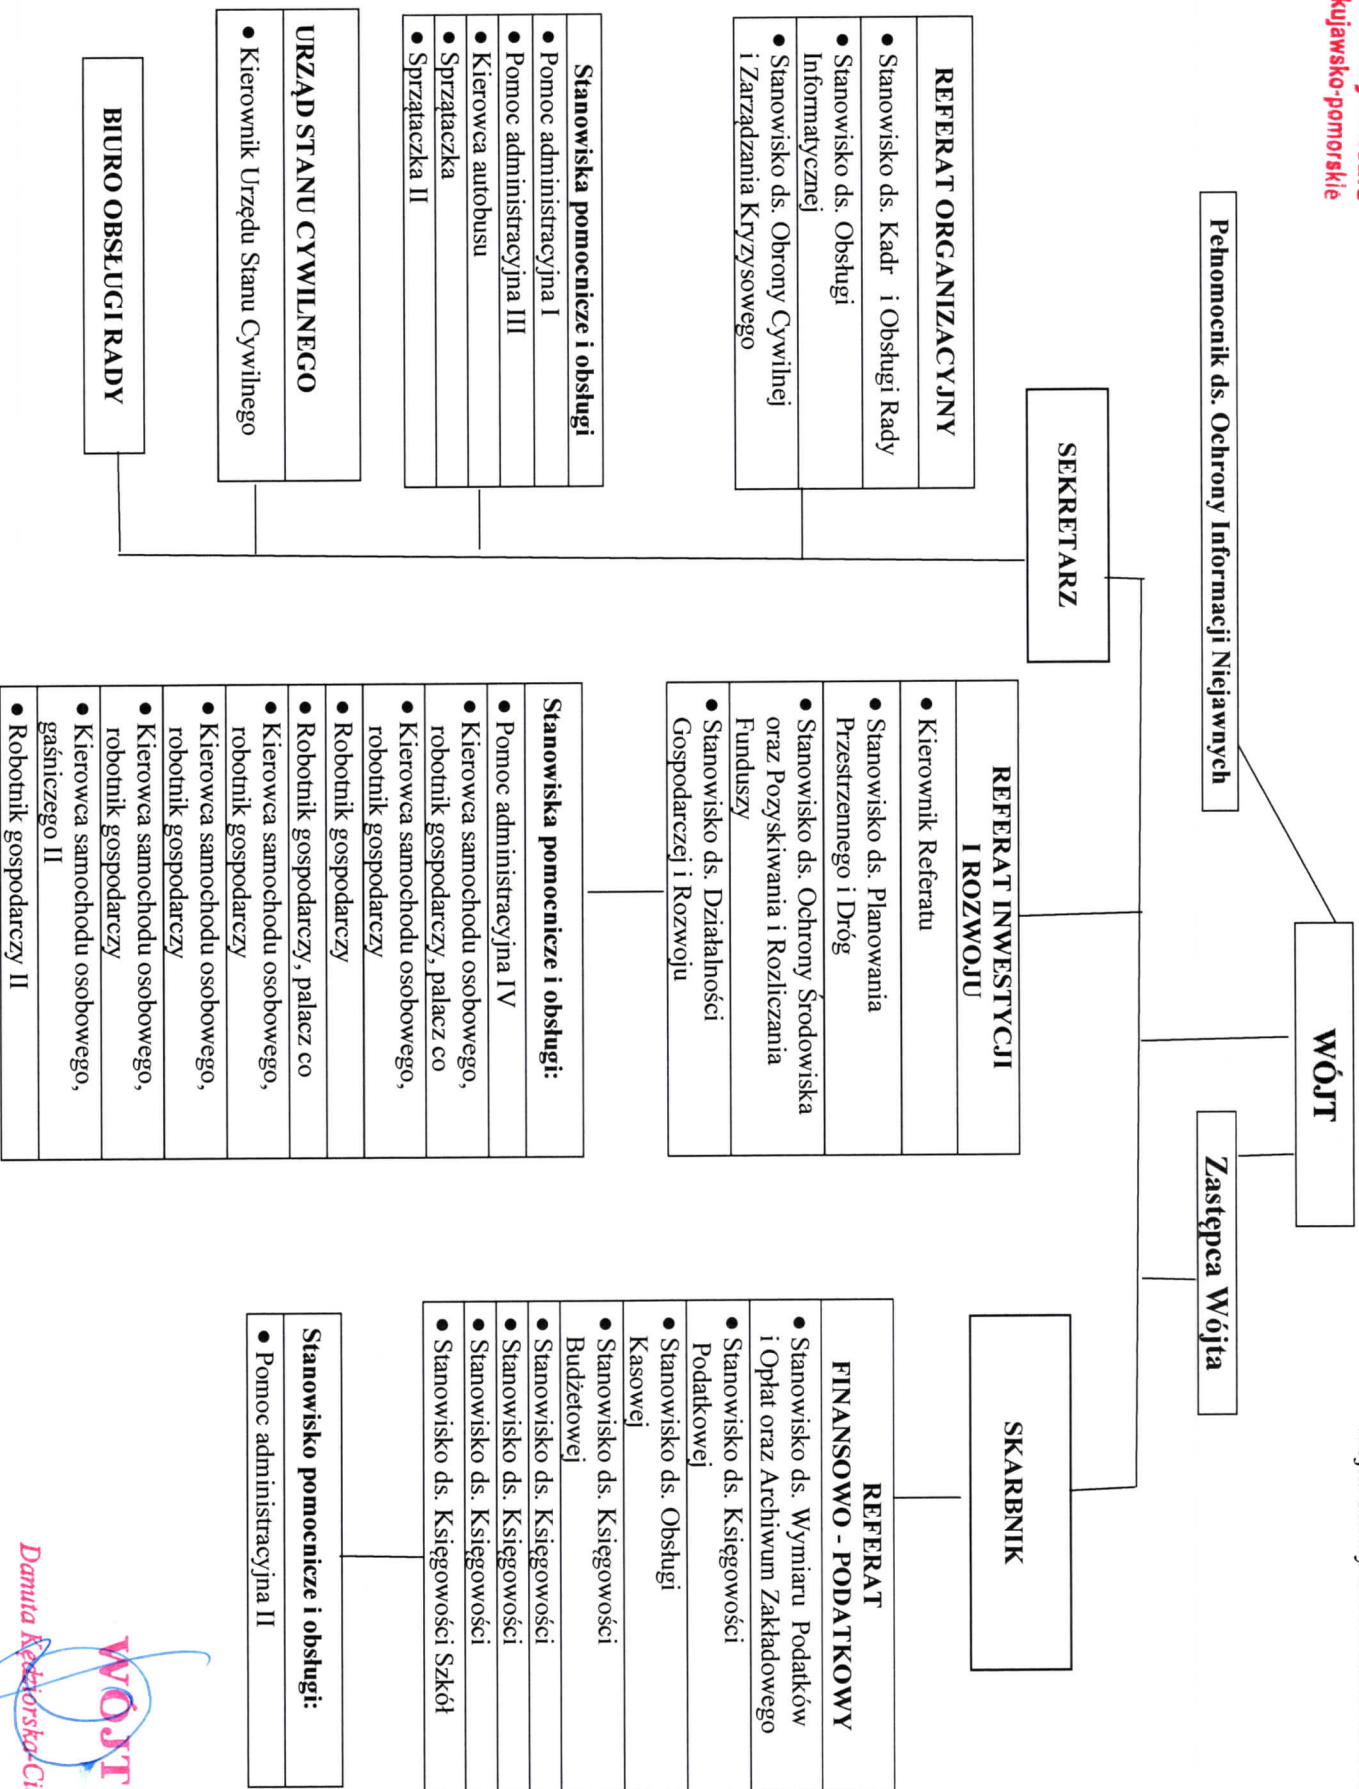 kujawsko-pomorskie
WÓJT
Pełnomocnik ds. Ochrony Informacji Niejawnych
Zastępca Wójta
SEKRETARZ
SKARBNIK
REFERAT ORGANIZACYJNY
● Stanowisko ds. Kadr i Obsługi Rady
● Stanowisko ds. Obsługi
Informatycznej
● Stanowisko ds. Obrony Cywilnej
i Zarządzania Kryzysowego
Stanowiska pomocnicze i obsługi
● Pomoc administracyjna I
● Pomoc administracyjna III
● Kierowca autobusu
● Sprzątaczka
● Sprzątaczka II
URZĄD STANU CYWILNEGO
● Kierownik Urzędu Stanu Cywilnego
BIURO OBSŁUGI RADY
REFERAT INWESTYCJI
I ROZWOJU
● Kierownik Referatu
● Stanowisko ds. Planowania
Przestrzennego i Dróg
● Stanowisko ds. Ochrony Środowiska
oraz Pozyskiwania i Rozliczania
Funduszy
● Stanowisko ds. Działalności
Gospodarczej i Rozwoju
Stanowiska pomocnicze i obsługi:
● Pomoc administracyjna IV
● Kierowca samochodu osobowego,
robotnik gospodarczy, palacz co
● Kierowca samochodu osobowego,
robotnik gospodarczy
● Robotnik gospodarczy
● Robotnik gospodarczy, palacz co
● Kierowca samochodu osobowego,
robotnik gospodarczy
● Kierowca samochodu osobowego,
robotnik gospodarczy
● Kierowca samochodu osobowego,
robotnik gospodarczy
● Kierowca samochodu osobowego,
gaśniczego II
● Robotnik gospodarczy II
REFERAT
FINANSOWO - PODATKOWY
● Stanowisko ds. Wymiaru Podatków
i Opłat oraz Archiwum Zakładowego
● Stanowisko ds. Księgowości
Podatkowej
● Stanowisko ds. Obsługi
Kasowej
● Stanowisko ds. Księgowości
Budżetowej
● Stanowisko ds. Księgowości
● Stanowisko ds. Księgowości
● Stanowisko ds. Księgowości
● Stanowisko ds. Księgowości Szkół
Stanowisko pomocnicze i obsługi:
● Pomoc administracyjna II
WÓJT
Danuta Kędziorska-Ci